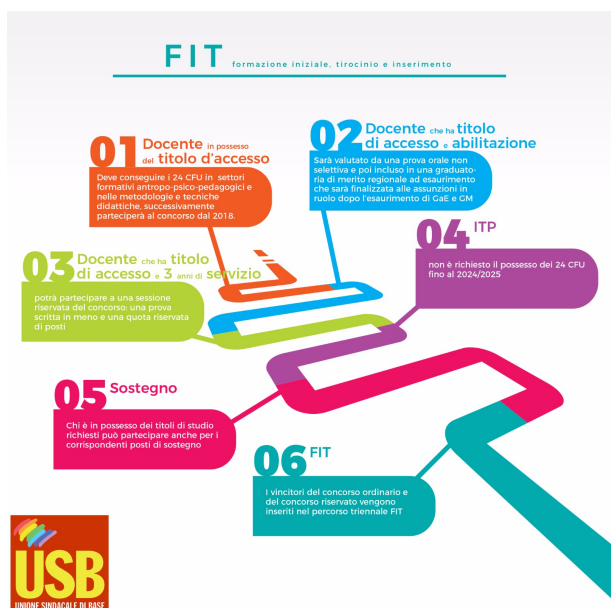 FIT formazione iniziale, tirocinio e inserimento
01 Docente in possesso
del titolo d'accesso
Deve conseguire i 24 CFU in settori
formativi antropo-psico-pedagogici e
nelle metodologie e tecniche
didattiche, successivamente
parteciperà al concorso dal 2018.
02 Docente che ha titolo
di accesso e abilitazione
Sarà valutato da una prova orale non
selettiva e poi incluso in una graduato-
ria di merito regionale ad esaurimento
che sarà finalizzata alle assunzioni in
ruolo dopo l'esaurimento di GaE e GM
03 Docente che ha titolo
di accesso e 3 anni di servizio
potrà partecipare a una sessione
riservata del concorso: una prova
scritta in meno e una quota riservata
di posti
04 ITP
non è richiesto il possesso del 24 CFU
fino al 2024/2025
05 Sostegno
Chi è in possesso dei titoli di studio
richiesti può partecipare anche per i
corrispondenti posti di sostegno
06 FIT
I vincitori del concorso ordinario e
del concorso riservato vengono
inseriti nel percorso triennale FIT
USB
UNIONE SINDACALE DI BASE